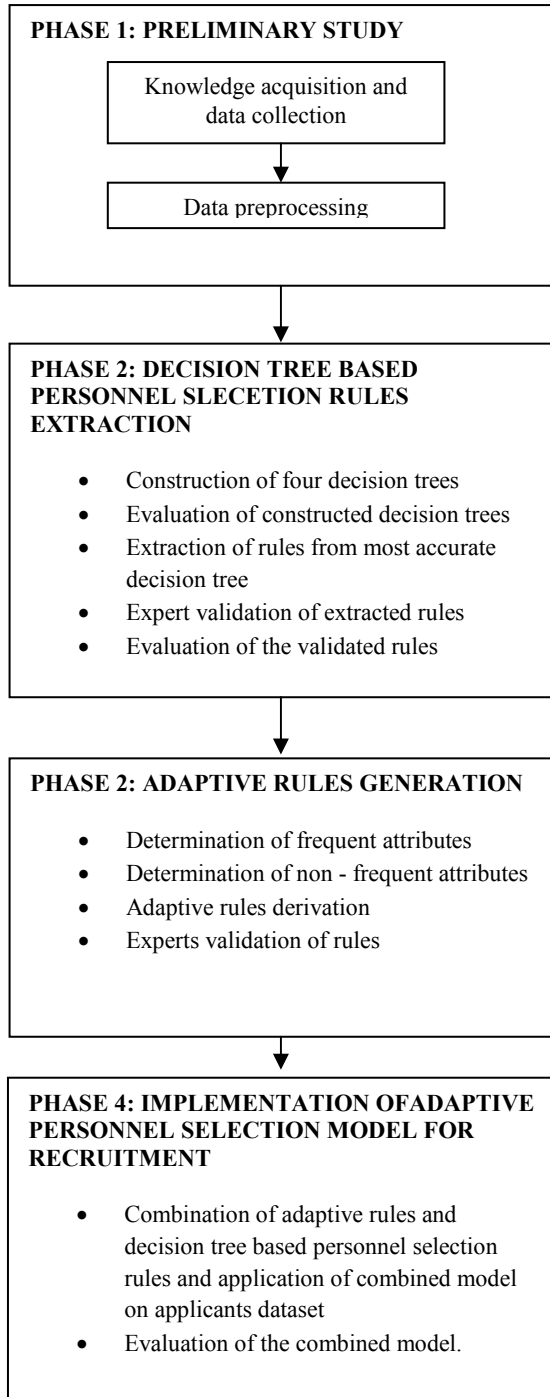 PHASE 1: PRELIMINARY STUDY
Knowledge acquisition and
data collection
Data preprocessing
PHASE 2: DECISION TREE BASED
PERSONNEL SLECETION RULES
EXTRACTION
• Construction of four decision trees
• Evaluation of constructed decision trees
• Extraction of rules from most accurate
decision tree
• Expert validation of extracted rules
• Evaluation of the validated rules
PHASE 2: ADAPTIVE RULES GENERATION
• Determination of frequent attributes
• Determination of non - frequent attributes
• Adaptive rules derivation
• Experts validation of rules
PHASE 4: IMPLEMENTATION OFADAPTIVE
PERSONNEL SELECTION MODEL FOR
RECRUITMENT
• Combination of adaptive rules and
decision tree based personnel selection
rules and application of combined model
on applicants dataset
• Evaluation of the combined model.